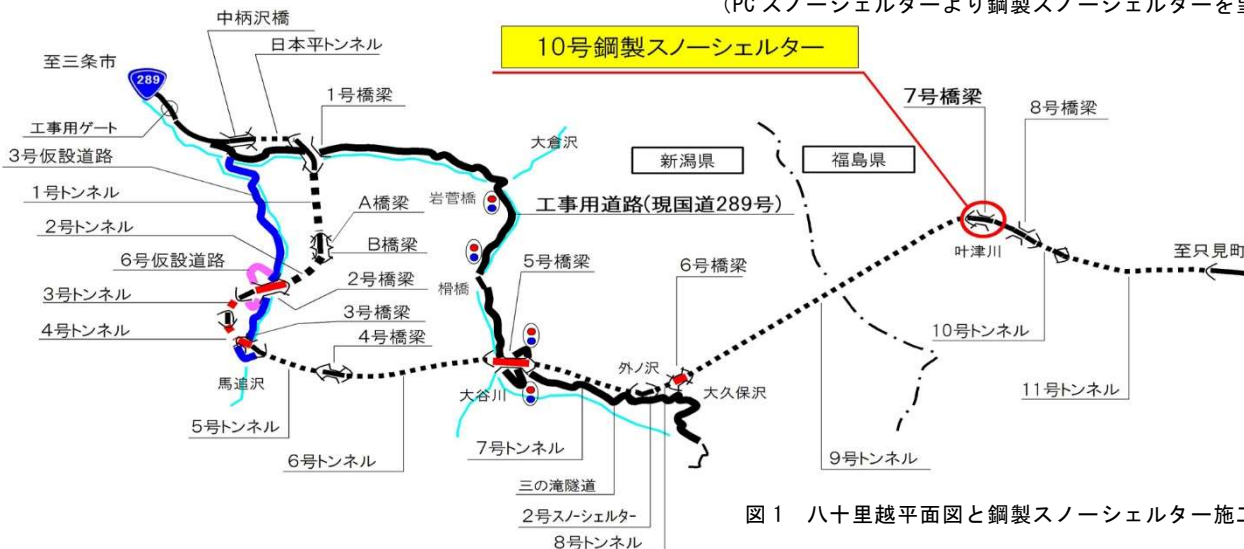 (PCスノーシェルターより鋼製スノーシェルターを
中柄沢橋
日本平トンネル
10号鋼製スノーシェルター
至三条市
289
1号橋梁
7号橋梁
8号橋梁
工事用ゲート
大倉沢
3号仮設道路
新潟県
福島県
1号トンネル
A橋梁
岩菅橋
工事用道路(現国道289号)
2号トンネル
B橋梁
6号仮設道路
5号橋梁
6号橋梁
叶津川
至只見町
3号トンネル
2号橋梁
榾橋
4号トンネル
3号橋梁
4号橋梁
10号トンネル
馬追沢
外ノ沢
大谷川
大久保沢
11号トンネル
5号トンネル
7号トンネル
6号トンネル
9号トンネル
三の滝隧道
2号スノーシェルター
8号トンネル
図1 八十里越平面図と鋼製スノーシェルター施工